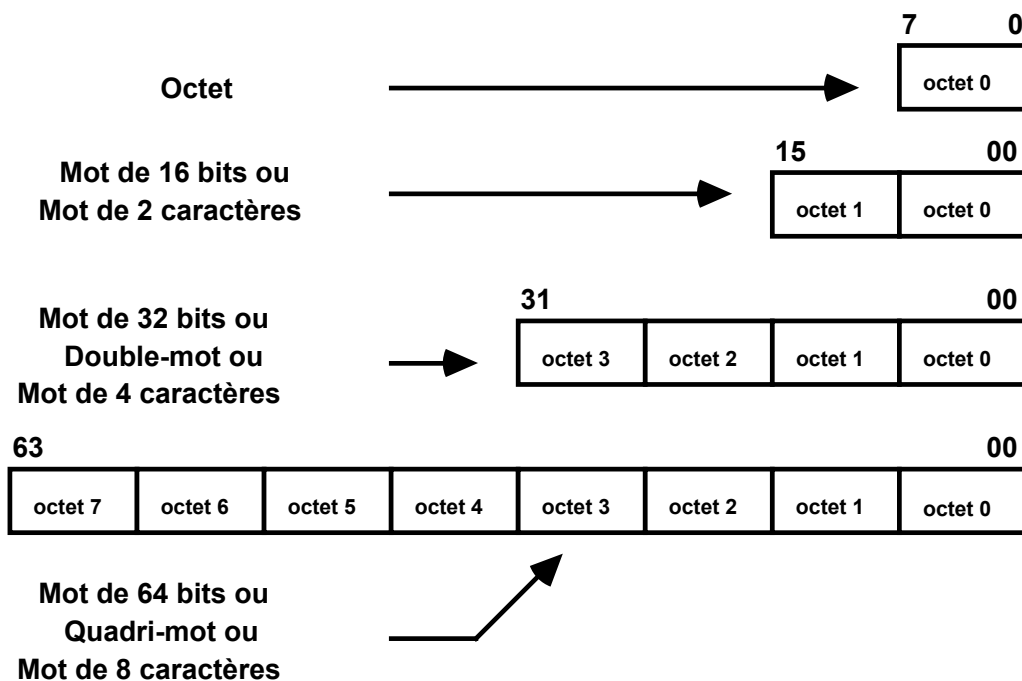 7 0
Octet
octet 0
15 00
Mot de 16 bits ou
Mot de 2 caractères
octet 1 octet 0
31 00
Mot de 32 bits ou
Double-mot ou
Mot de 4 caractères
octet 3 octet 2 octet 1 octet 0
63 00
octet 7 octet 6 octet 5 octet 4 octet 3 octet 2 octet 1 octet 0
Mot de 64 bits ou
Quadri-mot ou
Mot de 8 caractères